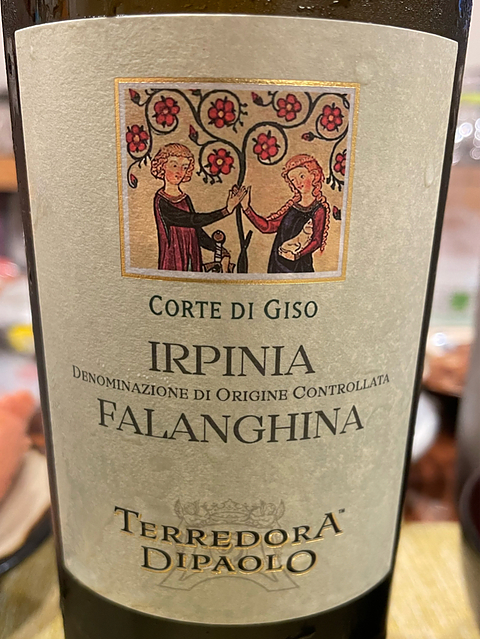 CORTE DI GISO
IRPINIA
DENOMINAZIONE DI ORIGINE CONTROLLATA
FALANGHINA
TERREDORA™
DIPAOLO